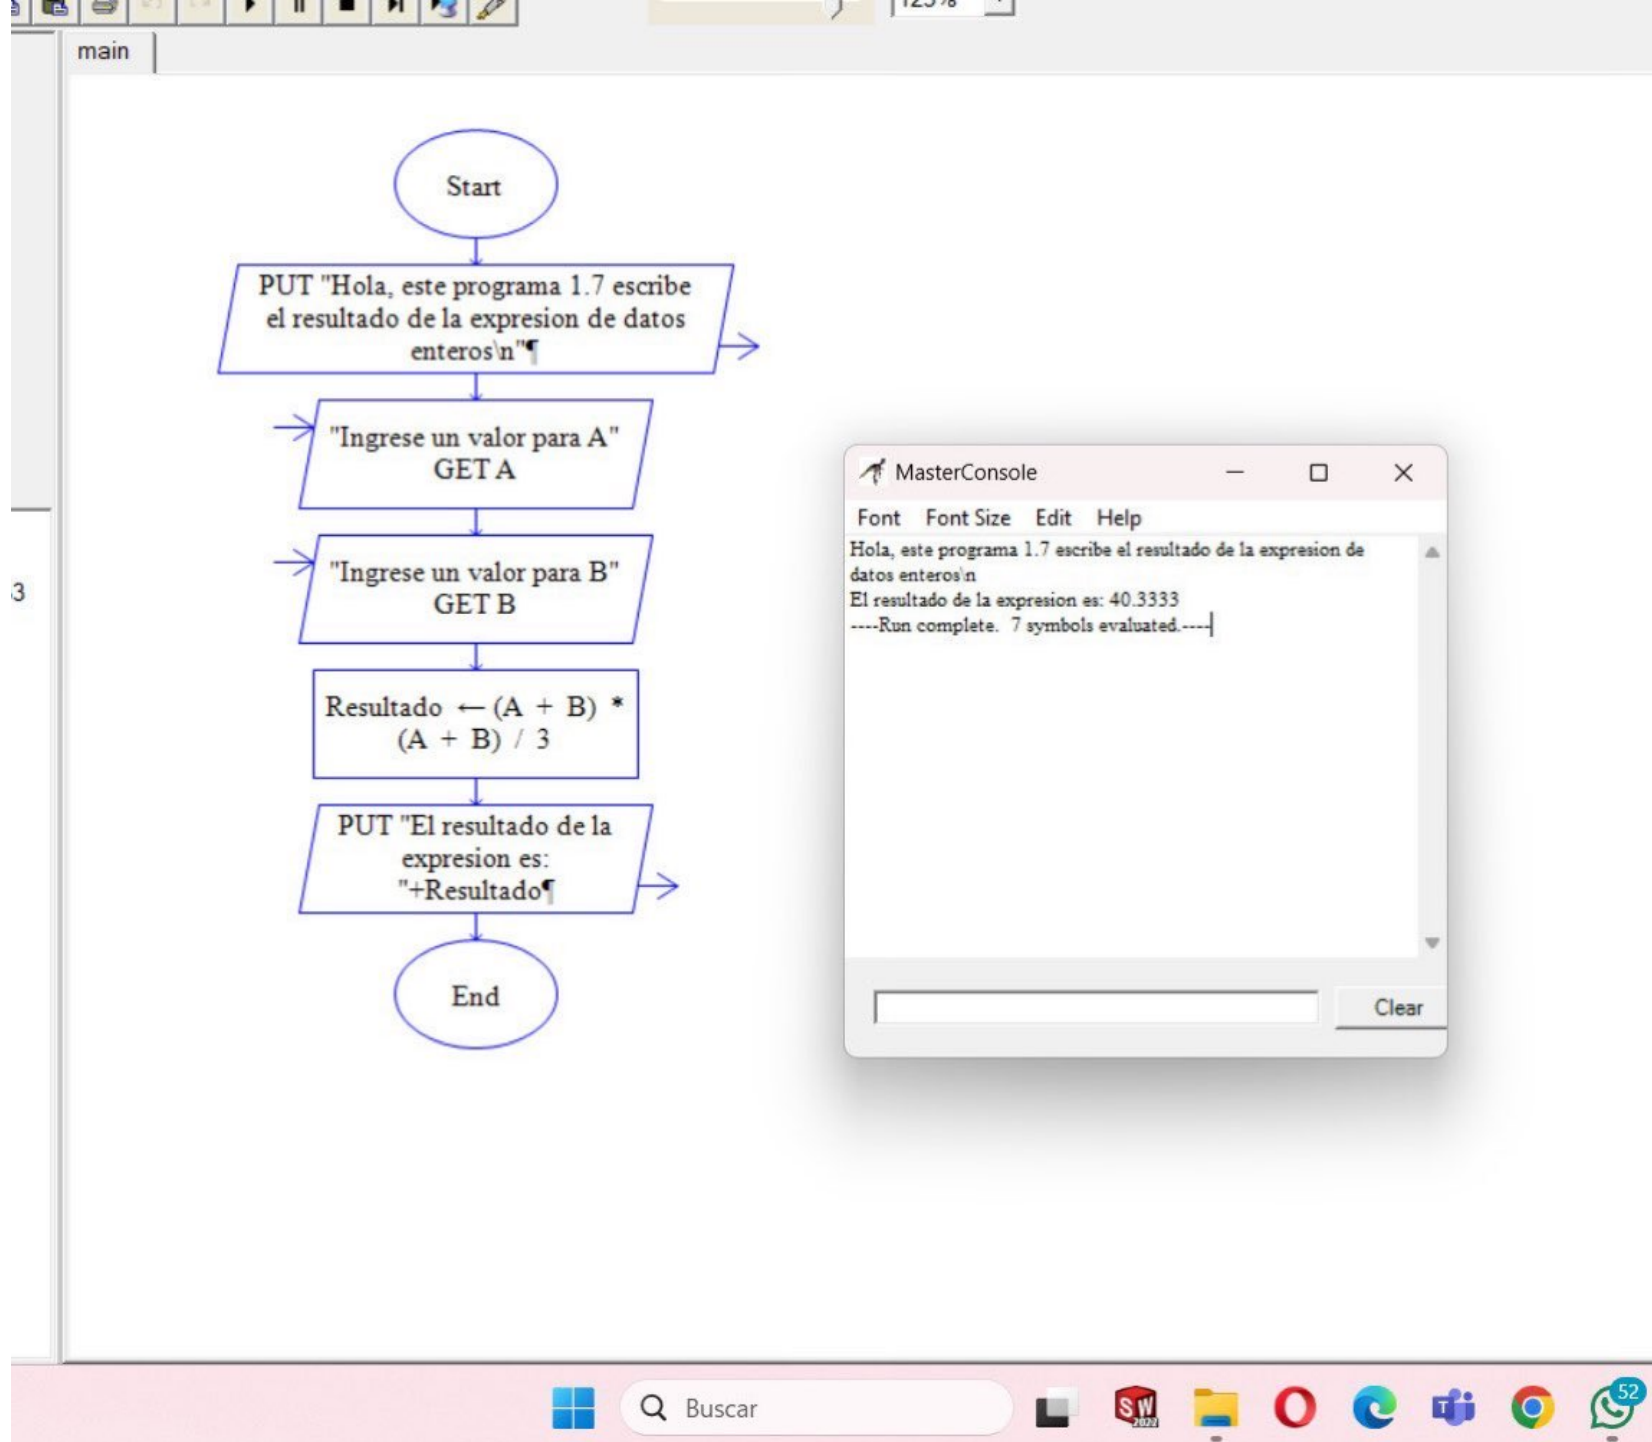 125%
main
Start
PUT "Hola, este programa 1.7 escribe
el resultado de la expresion de datos
enteros\n"¶
"Ingrese un valor para A"
GET A
"Ingrese un valor para B"
GET B
3
Resultado ← (A + B) *
(A + B) / 3
PUT "El resultado de la
expresion es:
"+Resultado¶
End
MasterConsole
Font Font Size Edit Help
Hola, este programa 1.7 escribe el resultado de la expresion de
datos enteros\n
El resultado de la expresion es: 40.3333
----Run complete. 7 symbols evaluated.----
Clear
Buscar
SW
2022
T
52